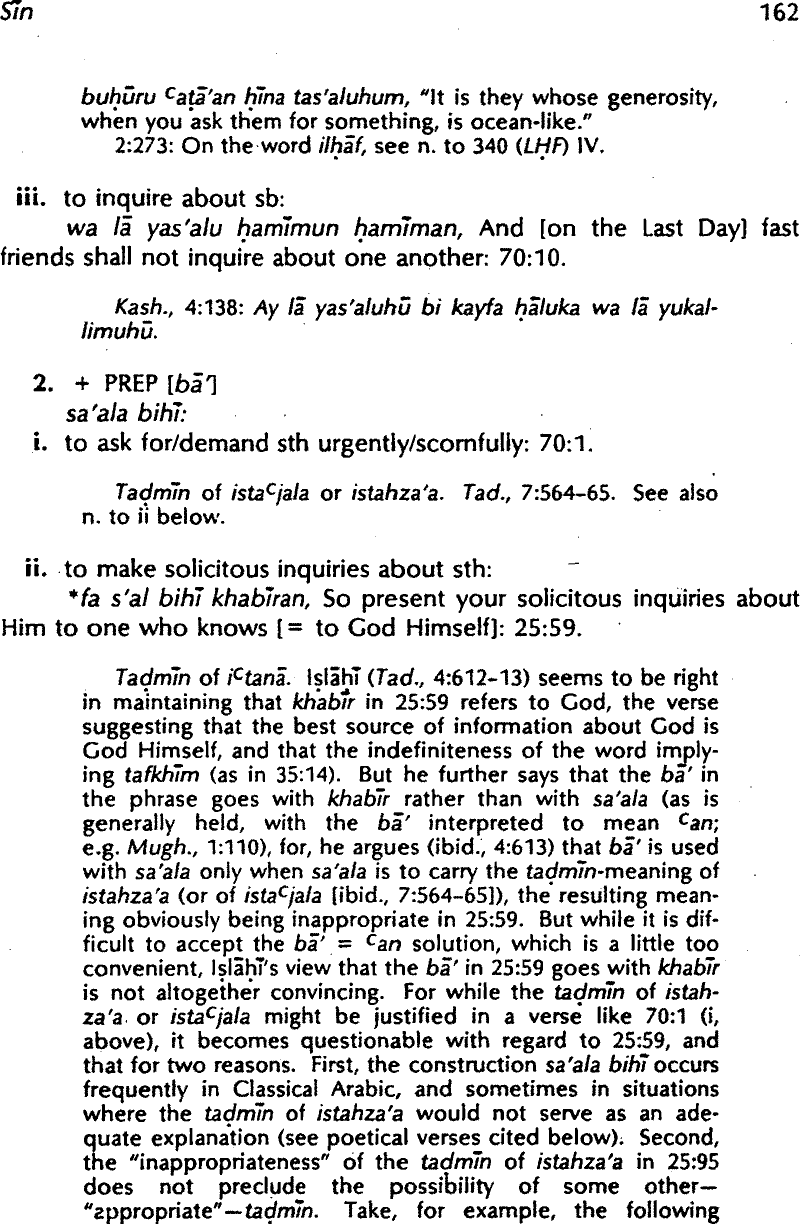 Sīn 162
buḥūru ᶜaṭā'an ḥīna tas'aluhum, "It is they whose generosity,
when you ask them for something, is ocean-like."
2:273: On the word ilḥāf, see n. to 340 (LḤF) IV.
iii. to inquire about sb:
wa lā yas'alu ḥamīmun ḥamīman, And [on the Last Day] fast
friends shall not inquire about one another: 70:10.
Kash., 4:138: Ay lā yas'aluhū bi kayfa ḥāluka wa lā yukal-
limuhū.
2. + PREP [bā']
sa'ala bihī:
i. to ask for/demand sth urgently/scornfully: 70:1.
Taḍmīn of istaᶜjala or istahza'a. Tad., 7:564-65. See also
n. to ii below.
ii. to make solicitous inquiries about sth:
*fa s'al bihī khabīran, So present your solicitous inquiries about
Him to one who knows [= to God Himself]: 25:59.
Taḍmīn of iᶜtanā. Iṣlāḥī (Tad., 4:612-13) seems to be right
in maintaining that khabīr in 25:59 refers to God, the verse
suggesting that the best source of information about God is
God Himself, and that the indefiniteness of the word imply-
ing tafkhīm (as in 35:14). But he further says that the bā' in
the phrase goes with khabīr rather than with sa'ala (as is
generally held, with the bā' interpreted to mean ᶜan;
e.g. Mugh., 1:110), for, he argues (ibid., 4:613) that bā' is used
with sa'ala only when sa'ala is to carry the taḍmīn-meaning of
istahza'a (or of istaᶜjala [ibid., 7:564-65]), the resulting mean-
ing obviously being inappropriate in 25:59. But while it is dif-
ficult to accept the bā' = ᶜan solution, which is a little too
convenient, Iṣlāḥī's view that the bā' in 25:59 goes with khabīr
is not altogether convincing. For while the taḍmīn of istah-
za'a or istaᶜjala might be justified in a verse like 70:1 (i,
above), it becomes questionable with regard to 25:59, and
that for two reasons. First, the construction sa'ala bihī occurs
frequently in Classical Arabic, and sometimes in situations
where the taḍmīn of istahza'a would not serve as an ade-
quate explanation (see poetical verses cited below). Second,
the "inappropriateness" of the taḍmīn of istahza'a in 25:95
does not preclude the possibility of some other—
"appropriate"—taḍmīn. Take, for example, the following